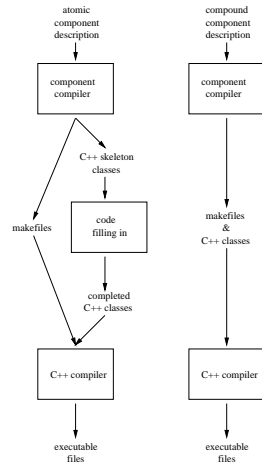 atomic
component
description
component
compiler
C++ skeleton
classes
makefiles
code
filling in
completed
C++ classes
C++ compiler
executable
files
compound
component
description
component
compiler
makefiles
&
C++ classes
C++ compiler
executable
files